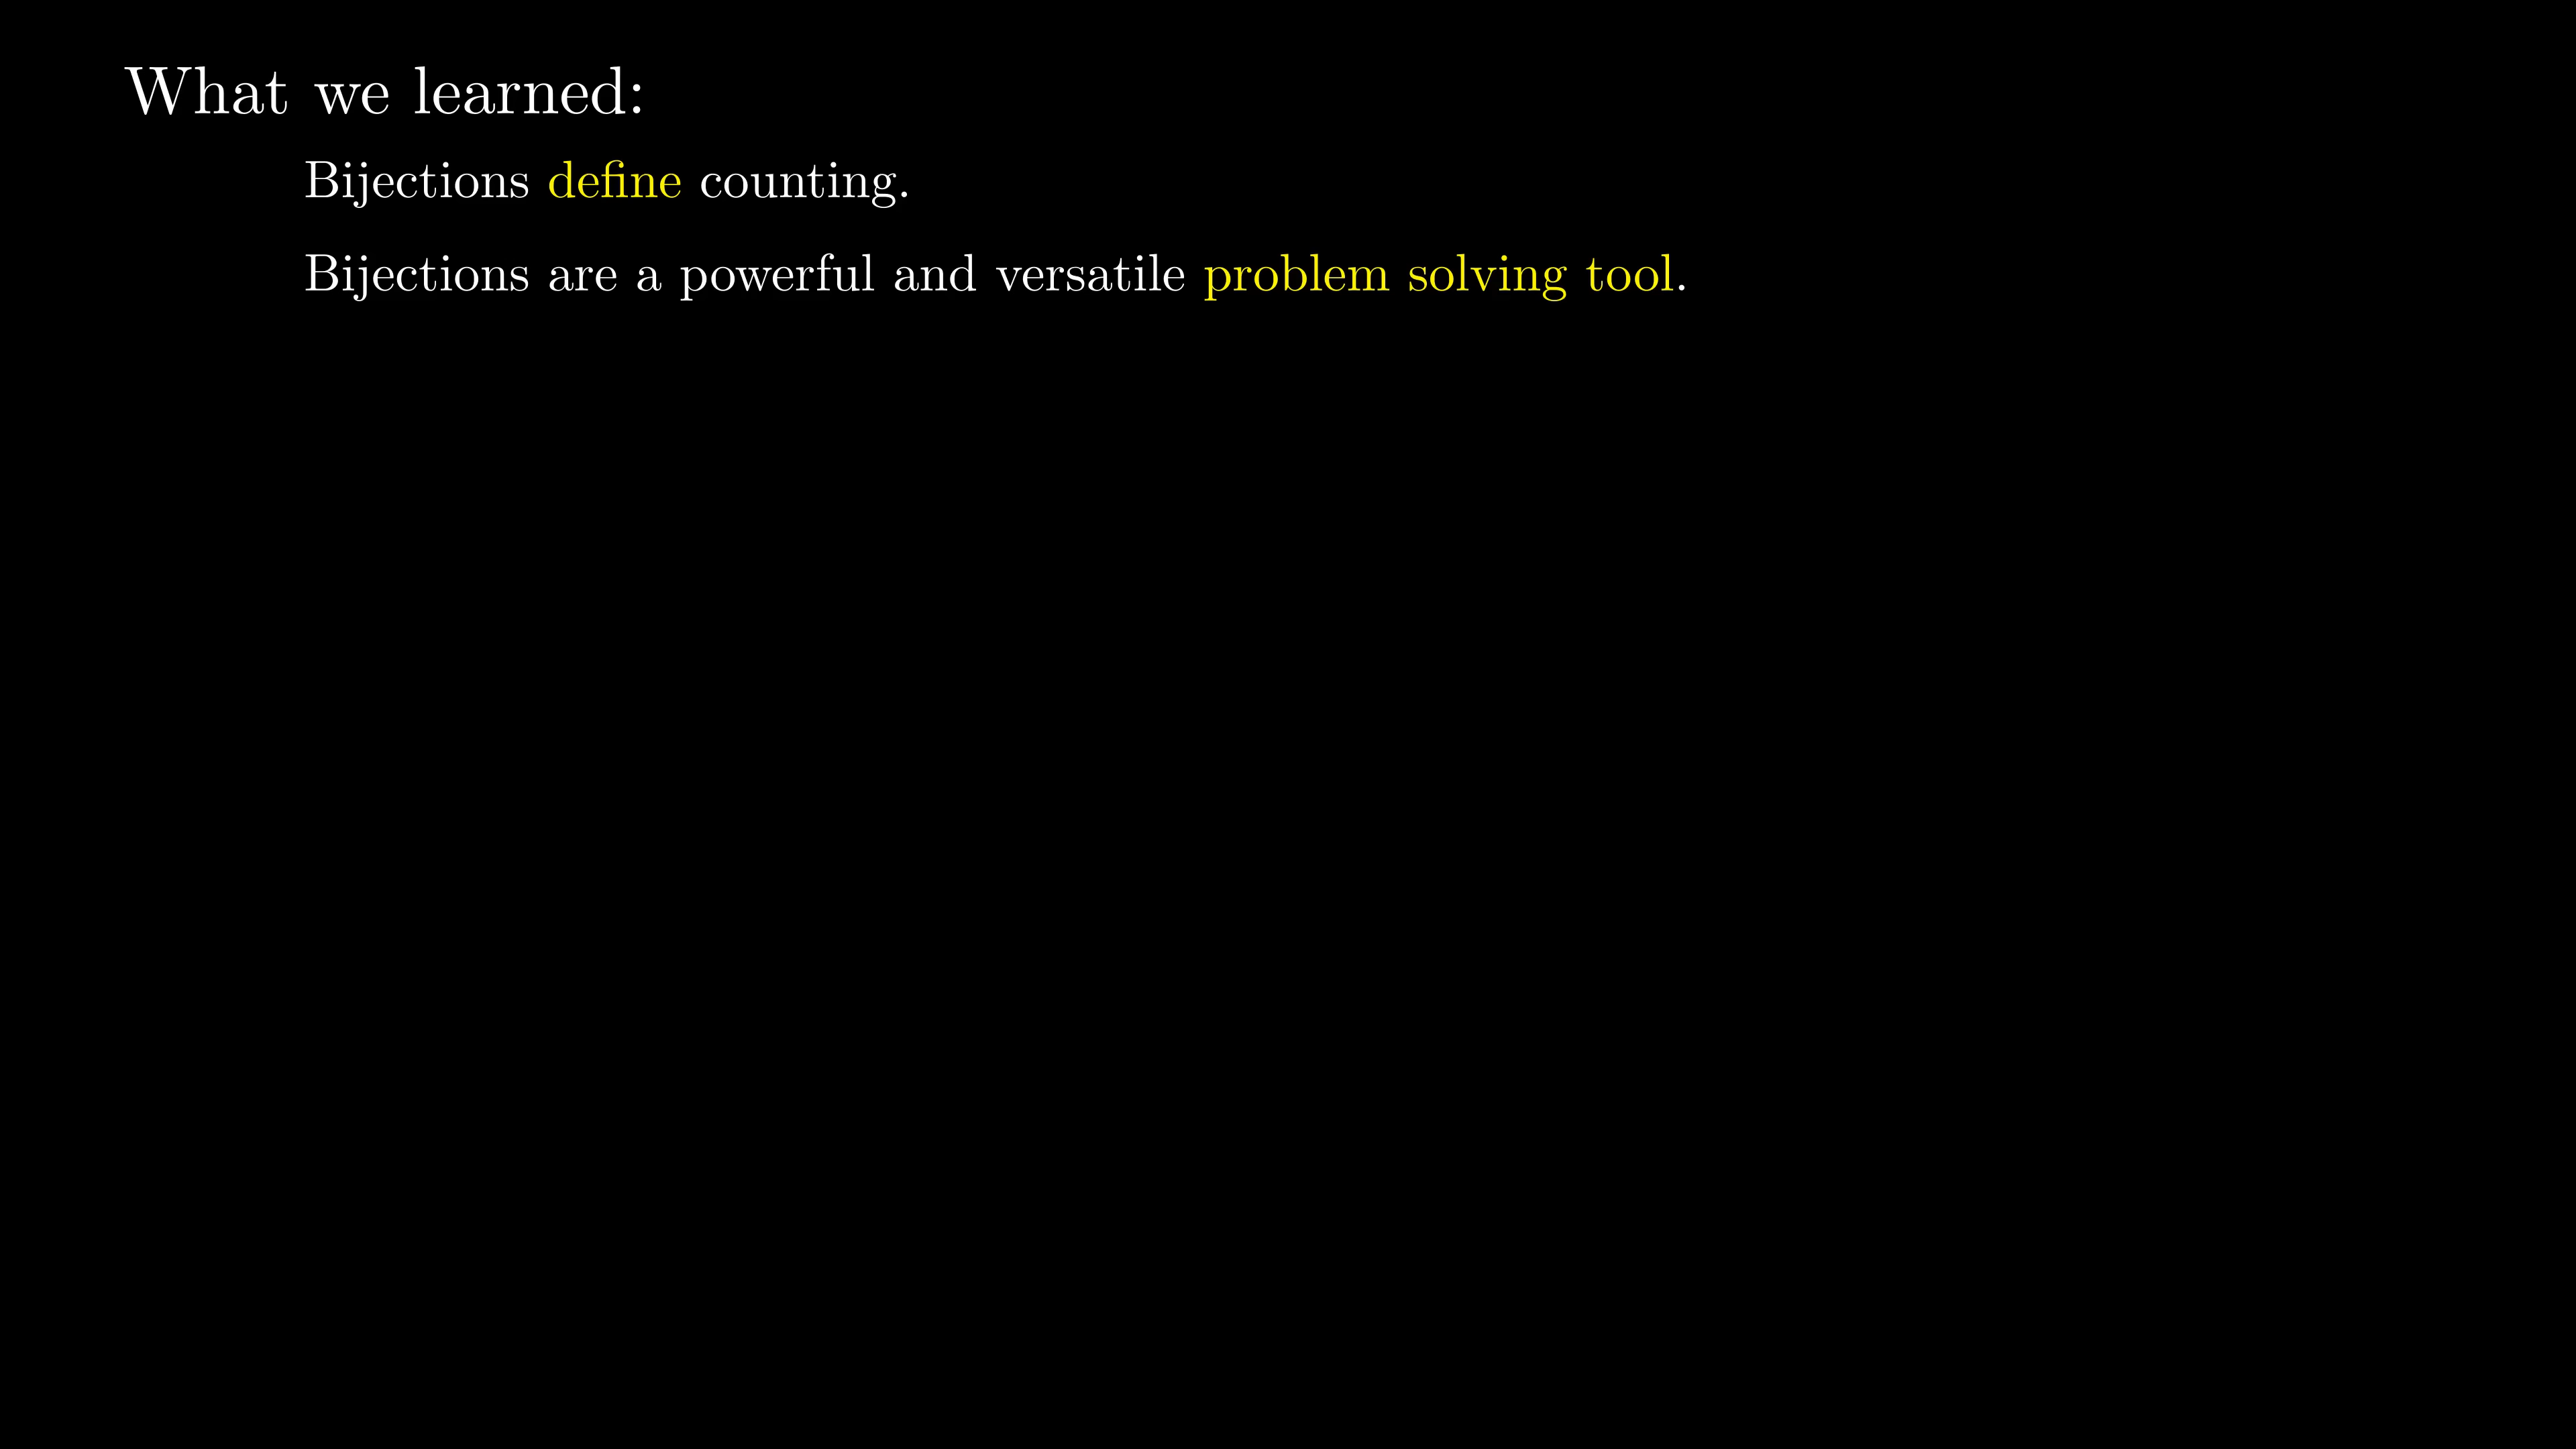 What we learned:
Bijections define counting.
Bijections are a powerful and versatile problem solving tool.